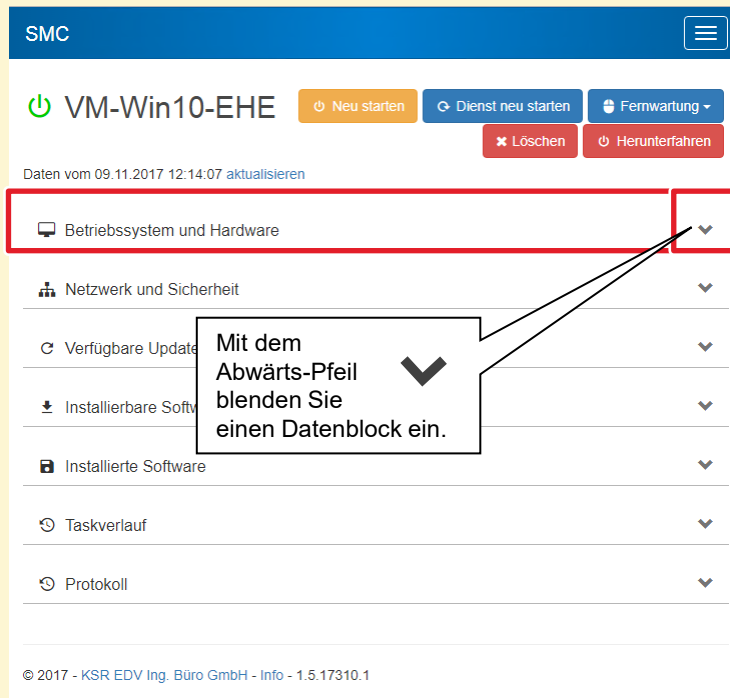 SMC
VM-Win10-EHE
Neu starten
Dienst neu starten
Fernwartung
Löschen
Herunterfahren
Daten vom 09.11.2017 12:14:07 aktualisieren
Betriebssystem und Hardware
Netzwerk und Sicherheit
Verfügbare Update
Installierbare Softw
Installierte Software
Taskverlauf
Protokoll
Mit dem
Abwärts-Pfeil
blenden Sie
einen Datenblock ein.
© 2017 - KSR EDV Ing. Büro GmbH - Info - 1.5.17310.1